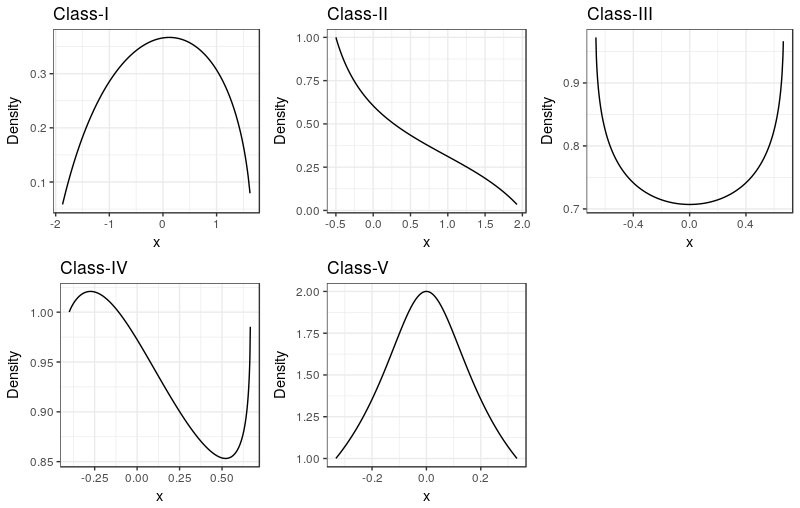 Class-I
Density
0.3
0.2
0.1
-2 -1 0 1
x
Class-II
Density
1.00
0.75
0.50
0.25
0.00
-0.5 0.0 0.5 1.0 1.5 2.0
x
Class-III
Density
0.9
0.8
0.7
-0.4 0.0 0.4
x
Class-IV
Density
1.00
0.95
0.90
0.85
-0.25 0.00 0.25 0.50
x
Class-V
Density
2.00
1.75
1.50
1.25
1.00
-0.2 0.0 0.2
x